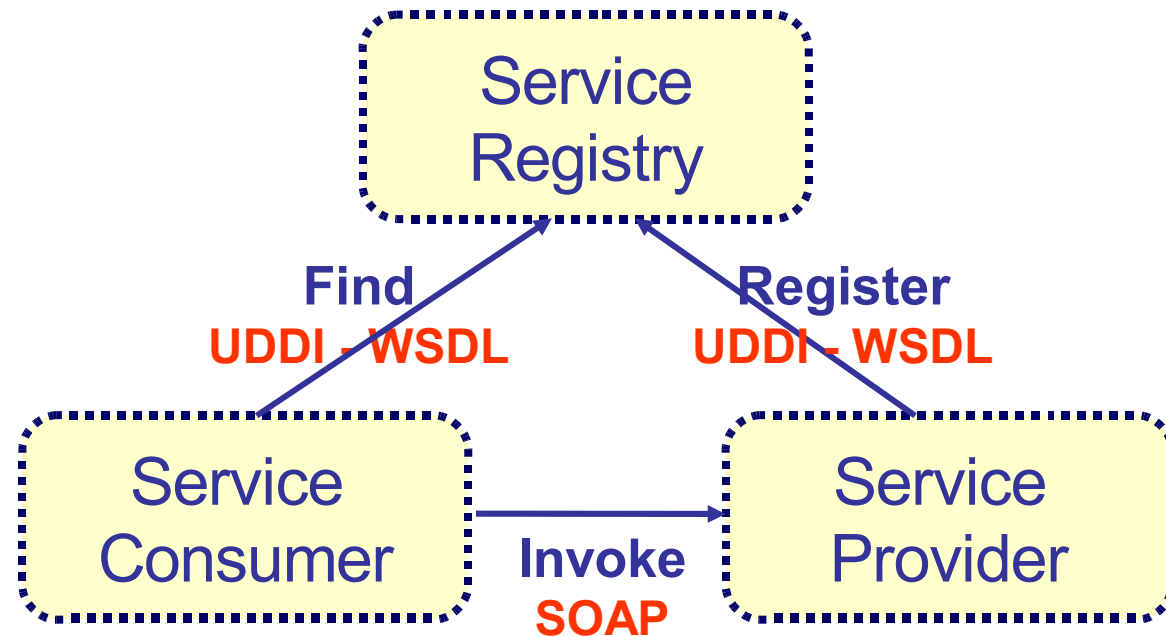 Service
Registry
Find
UDDI - WSDL
Register
UDDI - WSDL
Service
Consumer
Invoke
SOAP
Service
Provider